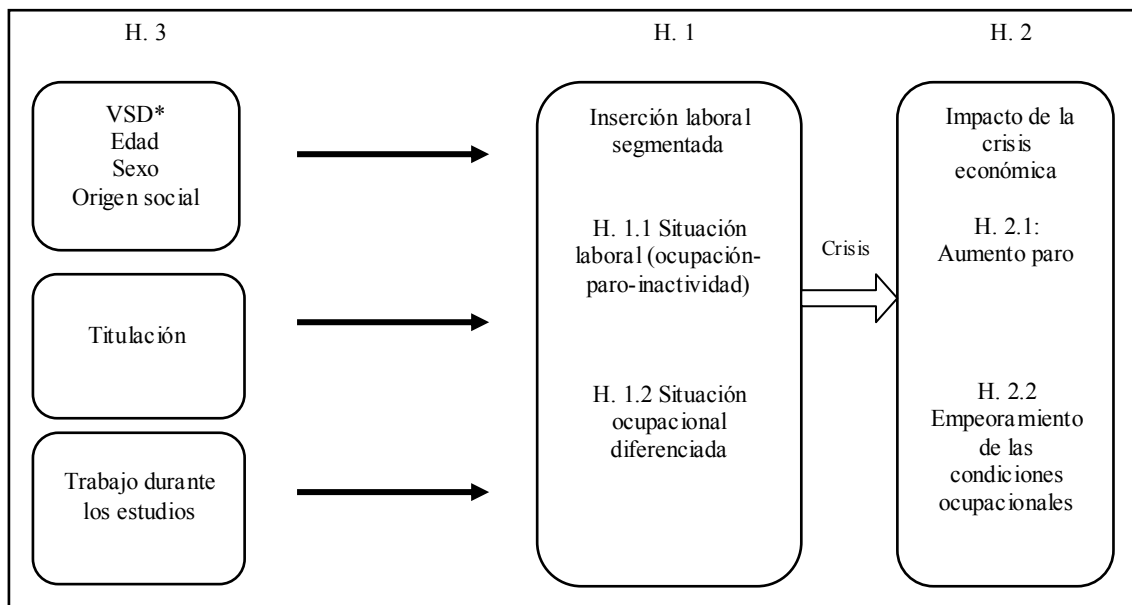 H. 3
VSD*
Edad
Sexo
Origen social
Titulación
Trabajo durante
los estudios
H. 1
Inserción laboral
segmentada
H. 1.1 Situación
laboral (ocupación-
paro-inactividad)
H. 1.2 Situación
ocupacional
diferenciada
Crisis
H. 2
Impacto de la
crisis
económica
H. 2.1:
Aumento paro
H. 2.2
Empeoramiento
de las
condiciones
ocupacionales